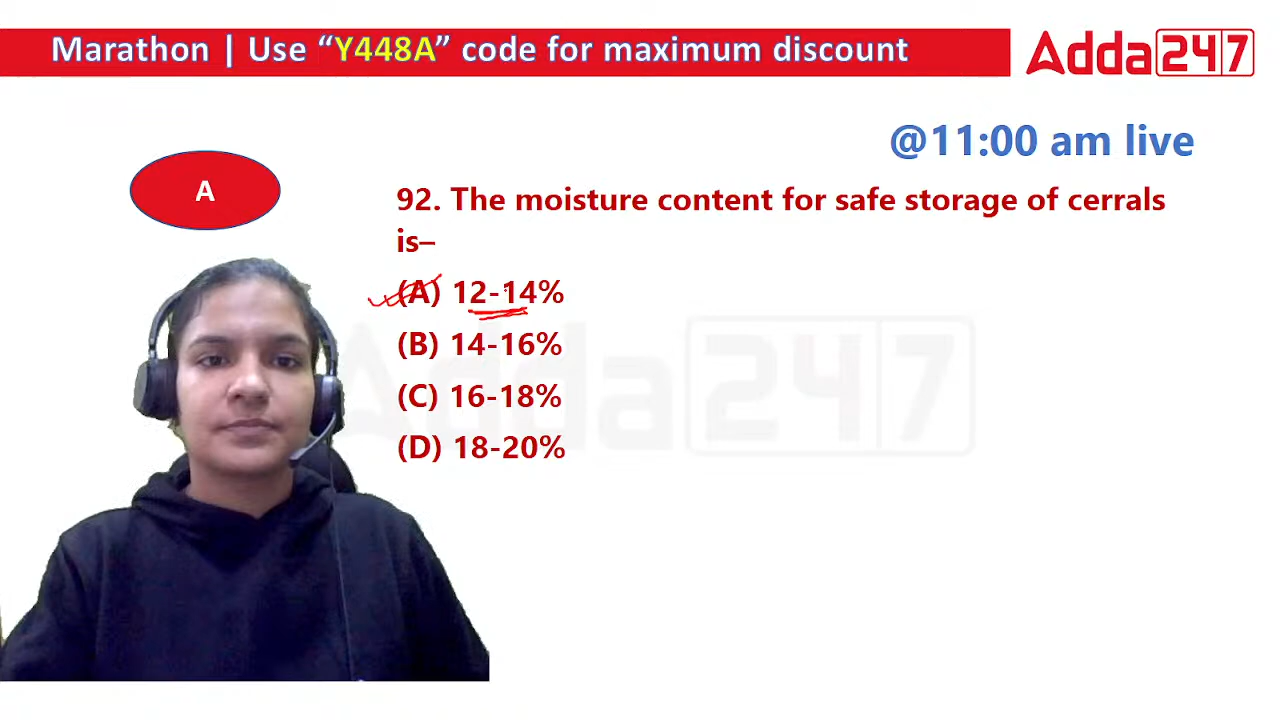 Marathon | Use “Y448A” code for maximum discount
Adda247
@11:00 am live
A
92. The moisture content for safe storage of cerrals
is–
(A) 12-14%
(B) 14-16%
(C) 16-18%
(D) 18-20%
Adda247